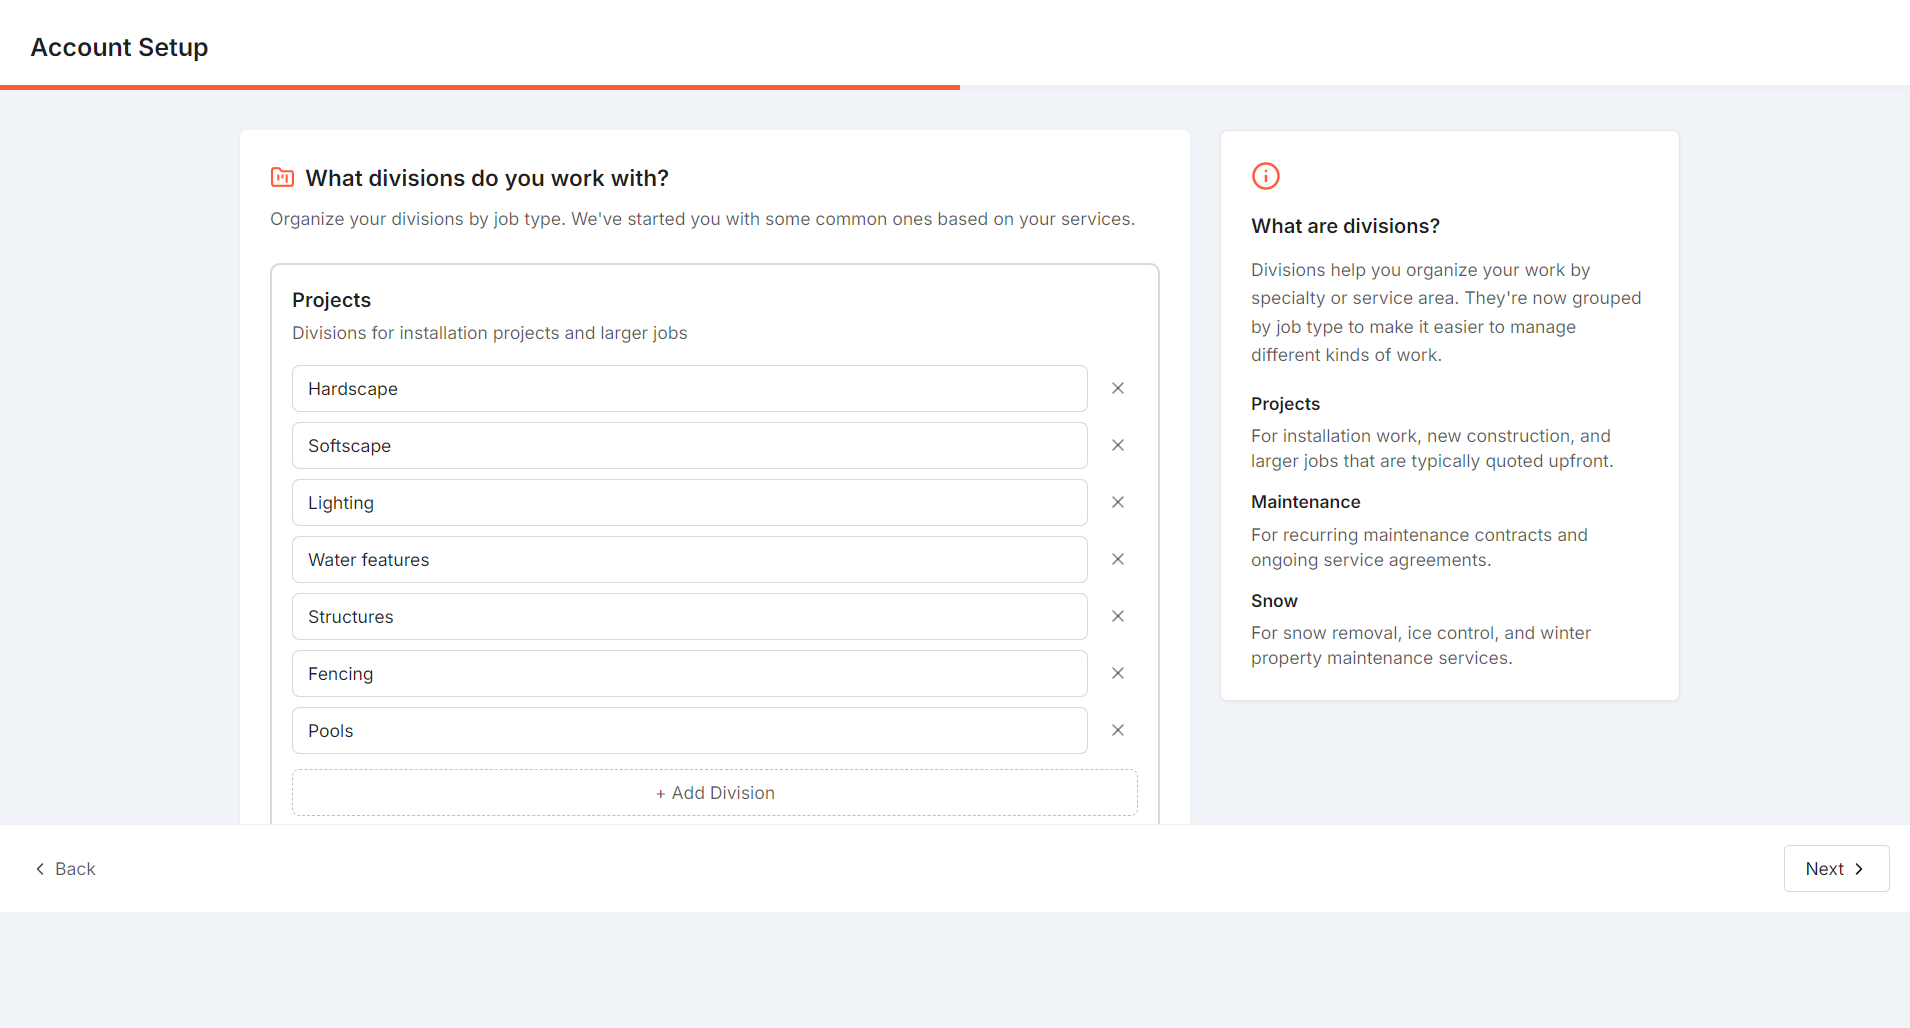 Account Setup
What divisions do you work with?
Organize your divisions by job type. We've started you with some common ones based on your services.
Projects
Divisions for installation projects and larger jobs
Hardscape
Softscape
Lighting
Water features
Structures
Fencing
Pools
+ Add Division
What are divisions?
Divisions help you organize your work by
specialty or service area. They're now grouped
by job type to make it easier to manage
different kinds of work.
Projects
For installation work, new construction, and
larger jobs that are typically quoted upfront.
Maintenance
For recurring maintenance contracts and
ongoing service agreements.
Snow
For snow removal, ice control, and winter
property maintenance services.
Back
Next